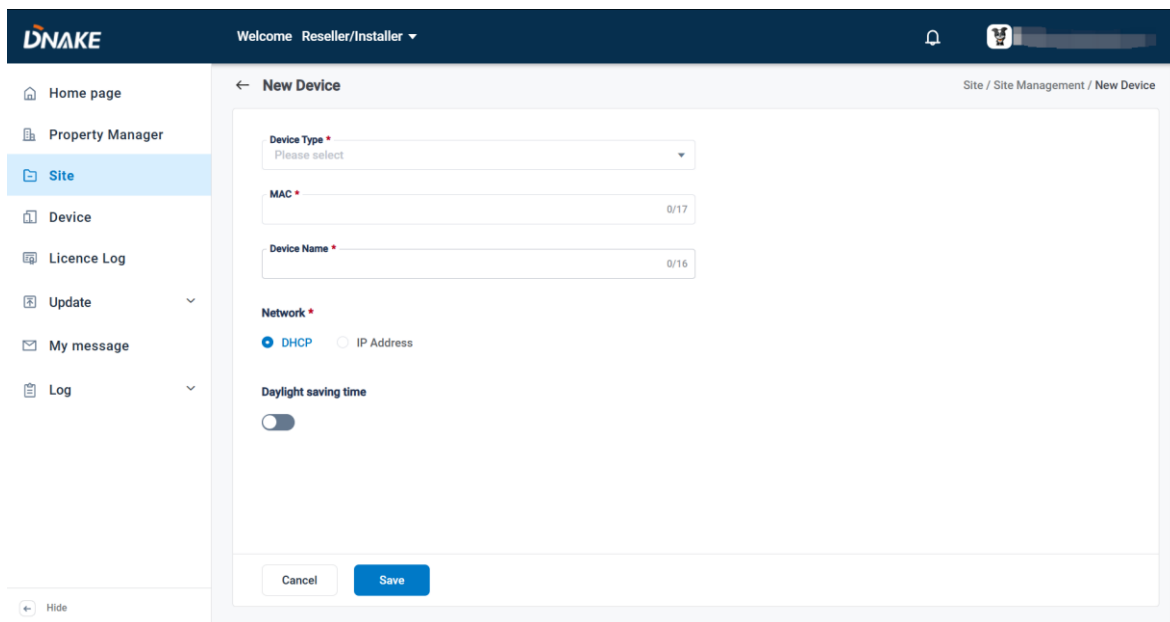 DNAKE
Welcome Reseller/Installer
Home page
Property Manager
Site
Device
Licence Log
Update
My message
Log
Hide
New Device
Site / Site Management / New Device
Device Type *
Please select
MAC *
0/17
Device Name *
0/16
Network *
DHCP IP Address
Daylight saving time
Cancel Save